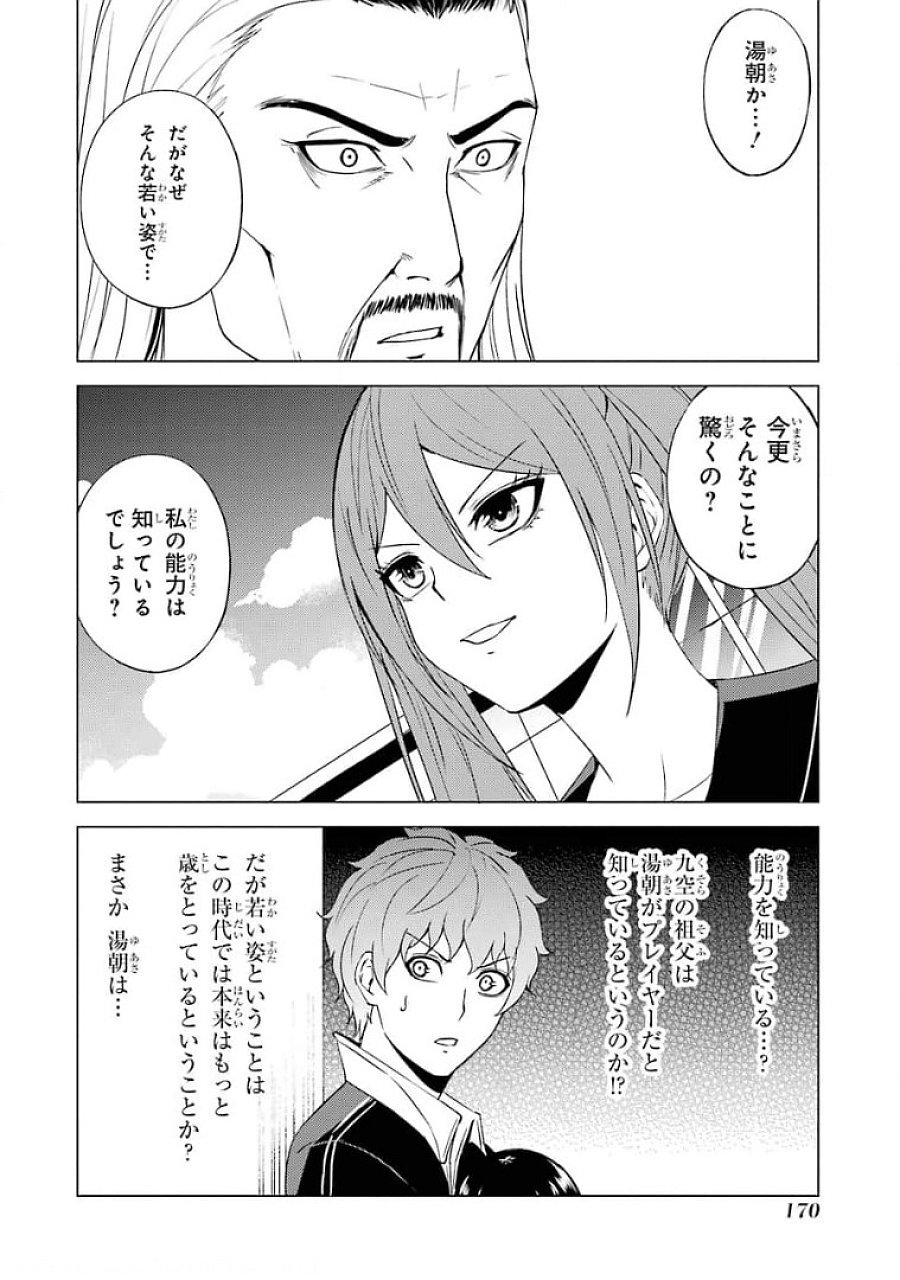 湯朝か…！
だがなぜ
そんな若い姿で…
今更
そんなことに
驚くの？
私の能力は
知っている
でしょう？
能力を知っている…？
九空の祖父は
湯朝がプレイヤーだと
知っているというのか!?
だが若い姿ということは
この時代では本来はもっと
歳をとっているということか？
まさか 湯朝は…
170